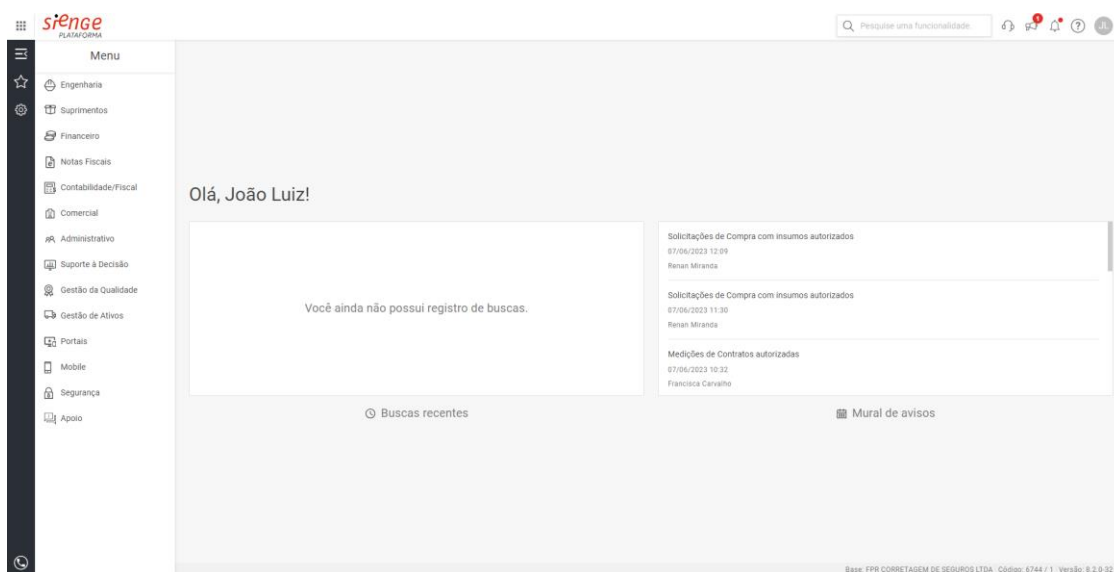 sienge
PLATAFORMA
Pesquise uma funcionalidade
1
JL
Menu
Engenharia
Suprimentos
Financeiro
Notas Fiscais
Contabilidade/Fiscal
Comercial
Administrativo
Suporte à Decisão
Gestão da Qualidade
Gestão de Ativos
Portais
Mobile
Segurança
Apoio
Olá, João Luiz!
Você ainda não possui registro de buscas.
Buscas recentes
Solicitações de Compra com insumos autorizados
07/06/2023 12:09
Renan Miranda
Solicitações de Compra com insumos autorizados
07/06/2023 11:30
Renan Miranda
Medições de Contratos autorizadas
07/06/2023 10:32
Francisca Carvalho
Mural de avisos
Base: FPR CORRETAGEM DE SEGUROS LTDA Código: 6744 / 1 Versão: 8.2.0-32